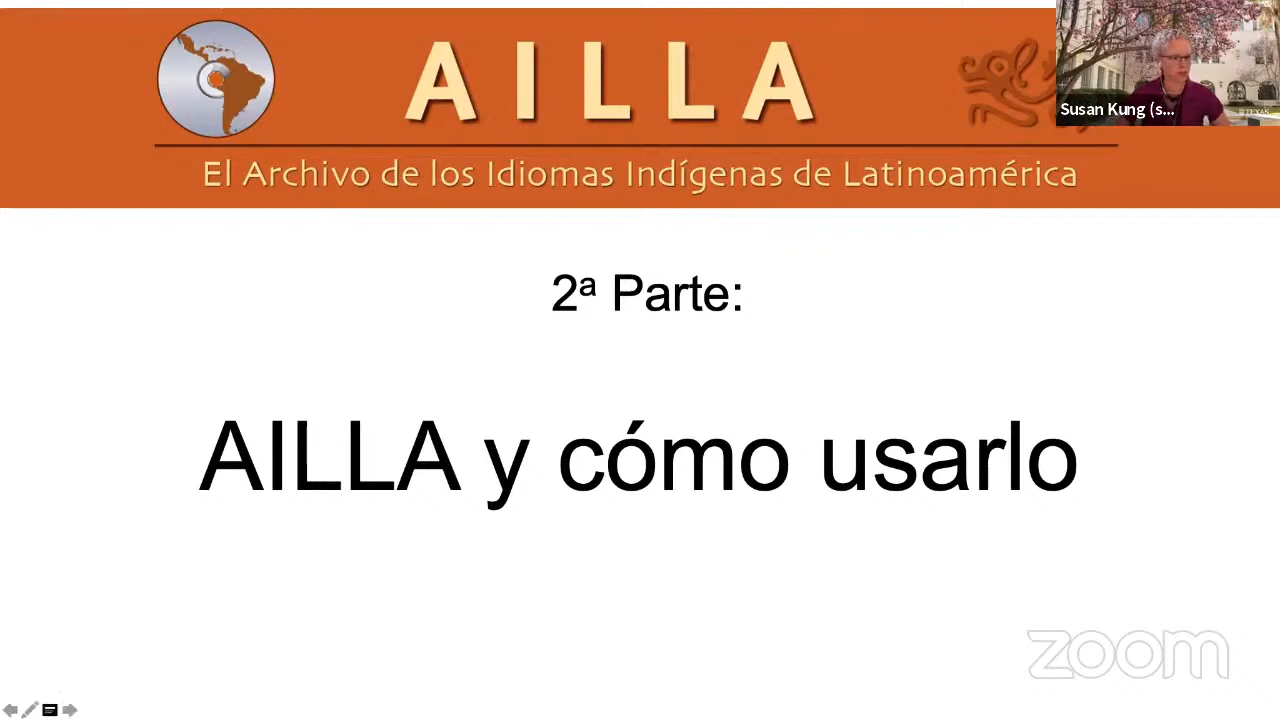 AILLA
El Archivo de los Idiomas Indígenas de Latinoamérica
Susan Kung (s...
2ª Parte:
AILLA y cómo usarlo
zoom